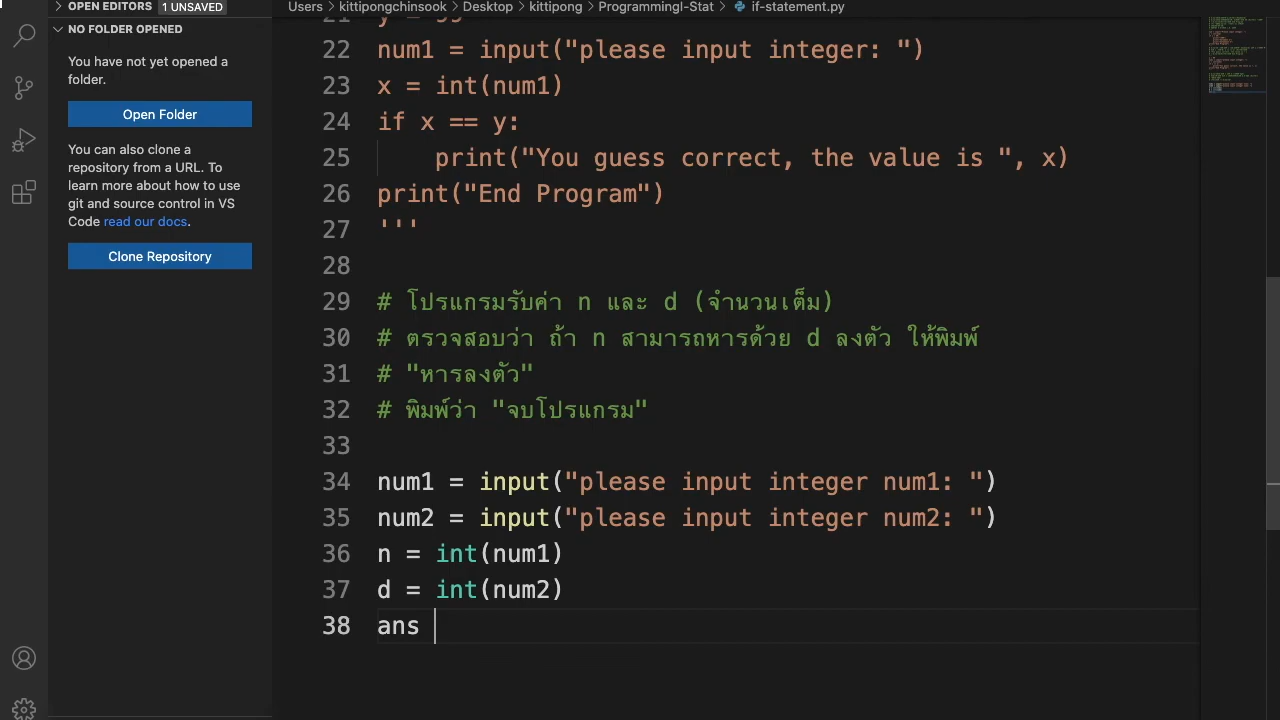 OPEN EDITORS 1 UNSAVED
NO FOLDER OPENED
You have not yet opened a
folder.
Open Folder
You can also clone a
repository from a URL. To
learn more about how to use
git and source control in VS
Code read our docs.
Clone Repository
Users > kittipongchinsook > Desktop > kittipong > ProgrammingI-Stat > if-statement.py
21 y = 99
22 num1 = input("please input integer: ")
23 x = int(num1)
24 if x == y:
25 print("You guess correct, the value is ", x)
26 print("End Program")
27 '''
28
29 # โปรแกรมรับค่า n และ d (จำนวนเต็ม)
30 # ตรวจสอบว่า ถ้า n สามารถหารด้วย d ลงตัว ให้พิมพ์
31 # "หารลงตัว"
32 # พิมพ์ว่า "จบโปรแกรม"
33
34 num1 = input("please input integer num1: ")
35 num2 = input("please input integer num2: ")
36 n = int(num1)
37 d = int(num2)
38 ans